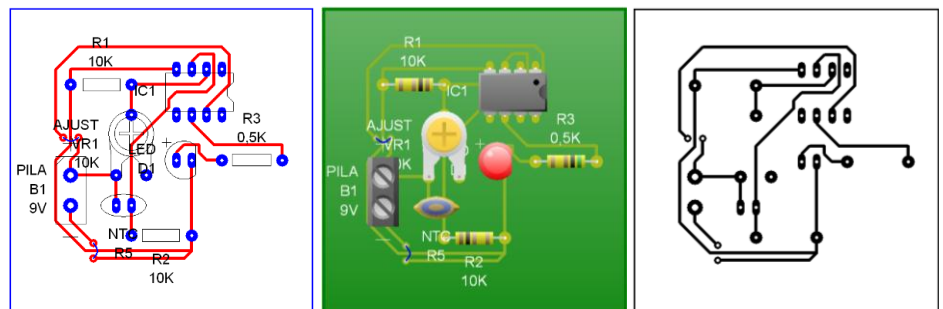 R1
10K
IC1
AJUST
VR1
10K
LED
D1
R3
0,5K
PILA
B1
9V
NTC
R5
R2
10K
R1
10K
IC1
AJUST
VR1
10K
R3
0,5K
PILA
B1
9V
NTC
R5
R2
10K